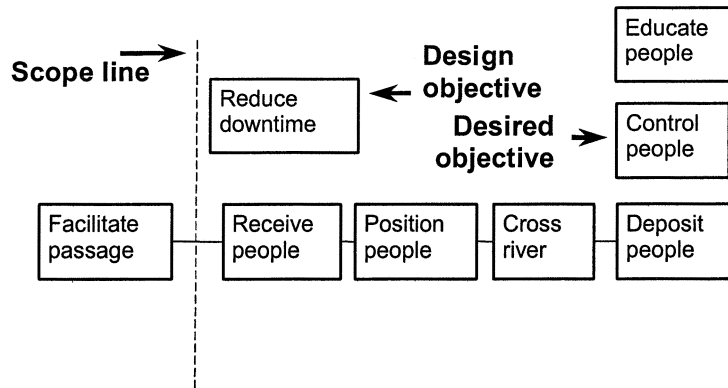 Scope line
Reduce
downtime
Design
objective
Desired
objective
Educate
people
Control
people
Facilitate
passage
Receive
people
Position
people
Cross
river
Deposit
people